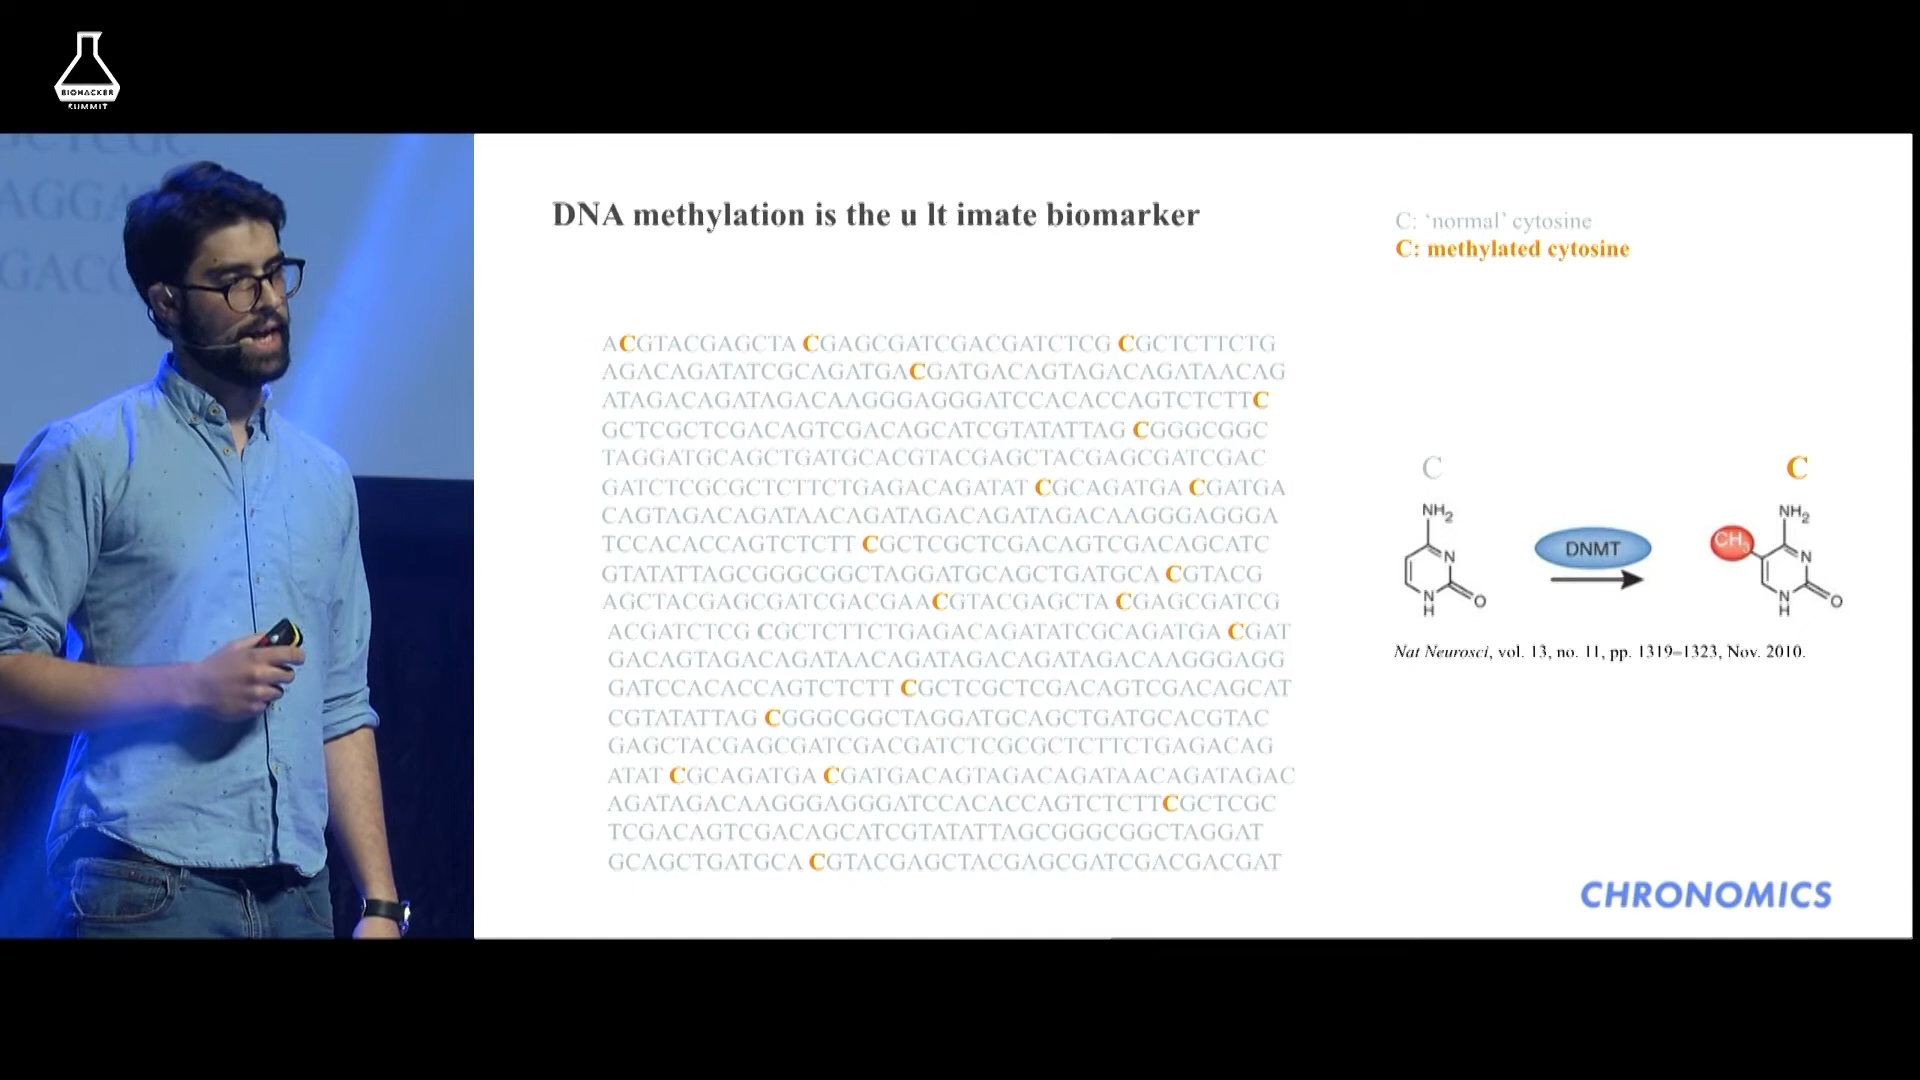 BIOHACKER
SUMMIT
GCTCGC
AGGA
GACG
DNA methylation is the u lt imate biomarker
C: ‘normal’ cytosine
C: methylated cytosine
ACGTACGAGCTA CGAGCGATCGACGATCTCG CGCTCTTCTG
AGACAGATATCGCAGATGACGATGACAGTAGACAGATAACAG
ATAGACAGATAGACAAGGGAGGGATCCACACCAGTCTCTTC
GCTCGCTCGACAGTCGACAGCATCGTATATTAG CGGGCGGC
TAGGATGCAGCTGATGCACGTACGAGCTACGAGCGATCGAC
GATCTCGCGCTCTTCTGAGACAGATAT CGCAGATGA CGATGA
CAGTAGACAGATAACAGATAGACAGATAGACAAGGGAGGGA
TCCACACCAGTCTCTT CGCTCGCTCGACAGTCGACAGCATC
GTATATTAGCGGGCGGCTAGGATGCAGCTGATGCA CGTACG
AGCTACGAGCGATCGACGAACGTACGAGCTA CGAGCGATCG
ACGATCTCG CGCTCTTCTGAGACAGATATCGCAGATGA CGAT
GACAGTAGACAGATAACAGATAGACAGATAGACAAGGGAGG
GATCCACACCAGTCTCTT CGCTCGCTCGACAGTCGACAGCAT
CGTATATTAG CGGGCGGCTAGGATGCAGCTGATGCACGTAC
GAGCTACGAGCGATCGACGATCTCGCGCTCTTCTGAGACAG
ATAT CGCAGATGA CGATGACAGTAGACAGATAACAGATAGAC
AGATAGACAAGGGAGGGATCCACACCAGTCTCTTCGCTCGC
TCGACAGTCGACAGCATCGTATATTAGCGGGCGGCTAGGAT
GCAGCTGATGCA CGTACGAGCTACGAGCGATCGACGACGAT
C
C
NH2
N
N
H
O
DNMT
CH3
NH2
N
N
H
O
Nat Neurosci, vol. 13, no. 11, pp. 1319–1323, Nov. 2010.
CHRONOMICS